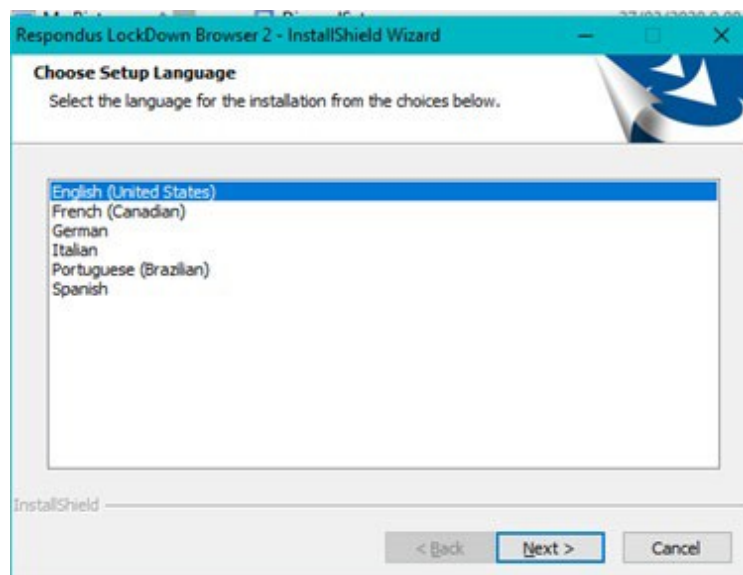 Respondus LockDown Browser 2 - InstallShield Wizard
Choose Setup Language
Select the language for the installation from the choices below.
English (United States)
French (Canadian)
German
Italian
Portuguese (Brazilian)
Spanish
InstallShield
< Back Next > Cancel